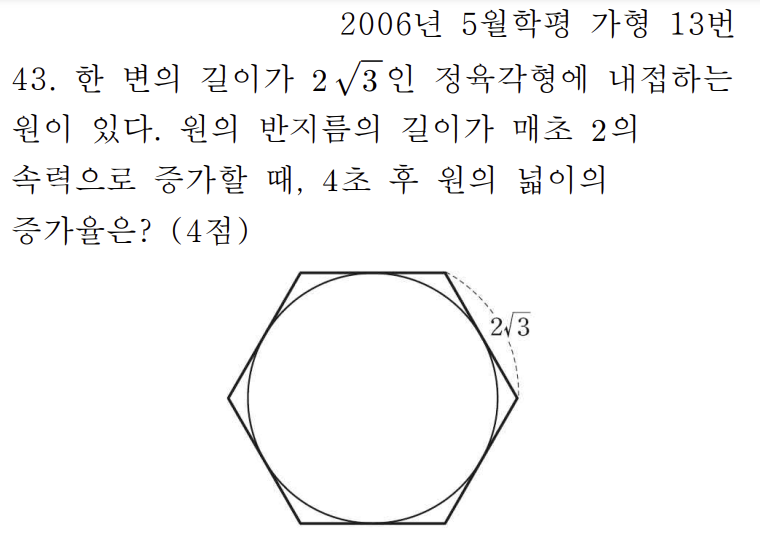 2006년 5월학평 가형 13번
43. 한 변의 길이가 2√3인 정육각형에 내접하는
원이 있다. 원의 반지름의 길이가 매초 2의
속력으로 증가할 때, 4초 후 원의 넓이의
증가율은? (4점)
2√3